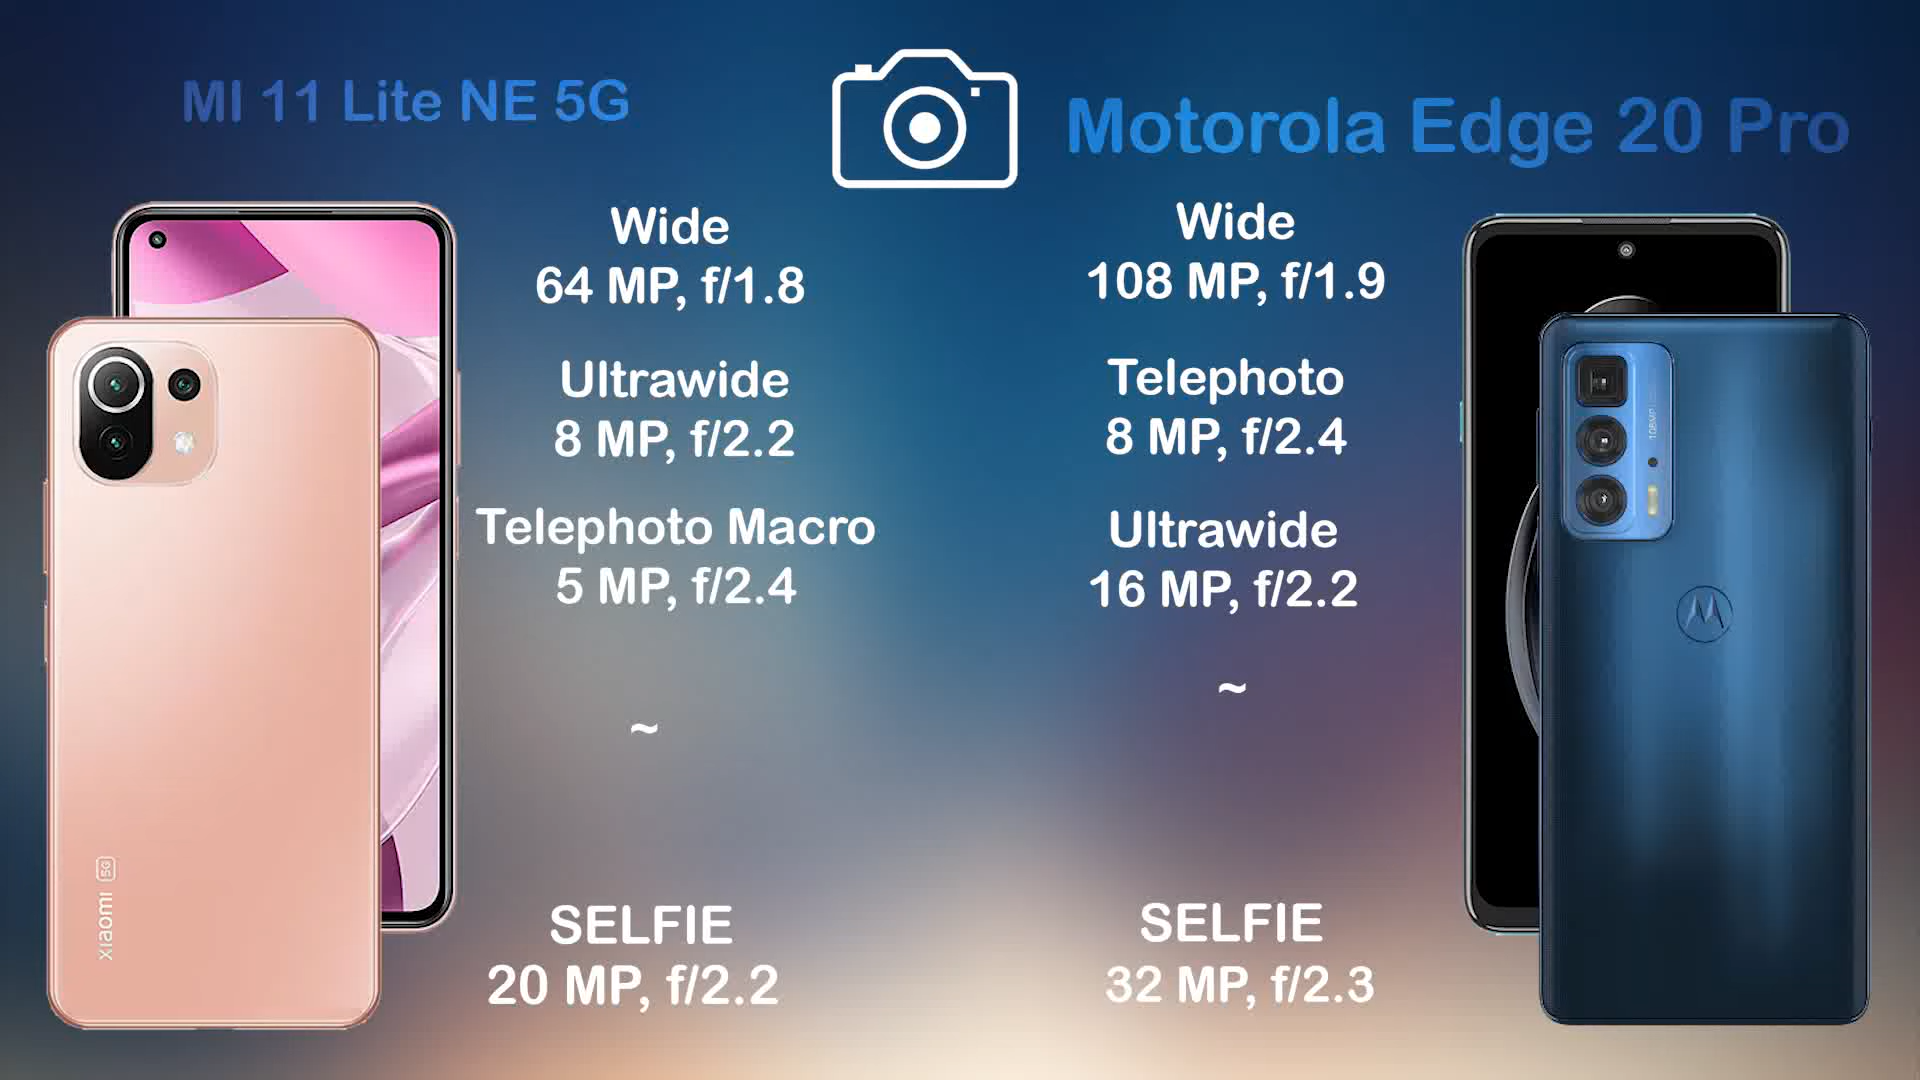 MI 11 Lite NE 5G
Motorola Edge 20 Pro
Wide
64 MP, f/1.8
Ultrawide
8 MP, f/2.2
Telephoto Macro
5 MP, f/2.4
~
SELFIE
20 MP, f/2.2
Wide
108 MP, f/1.9
Telephoto
8 MP, f/2.4
Ultrawide
16 MP, f/2.2
~
SELFIE
32 MP, f/2.3
xiaomi 5G
108MP